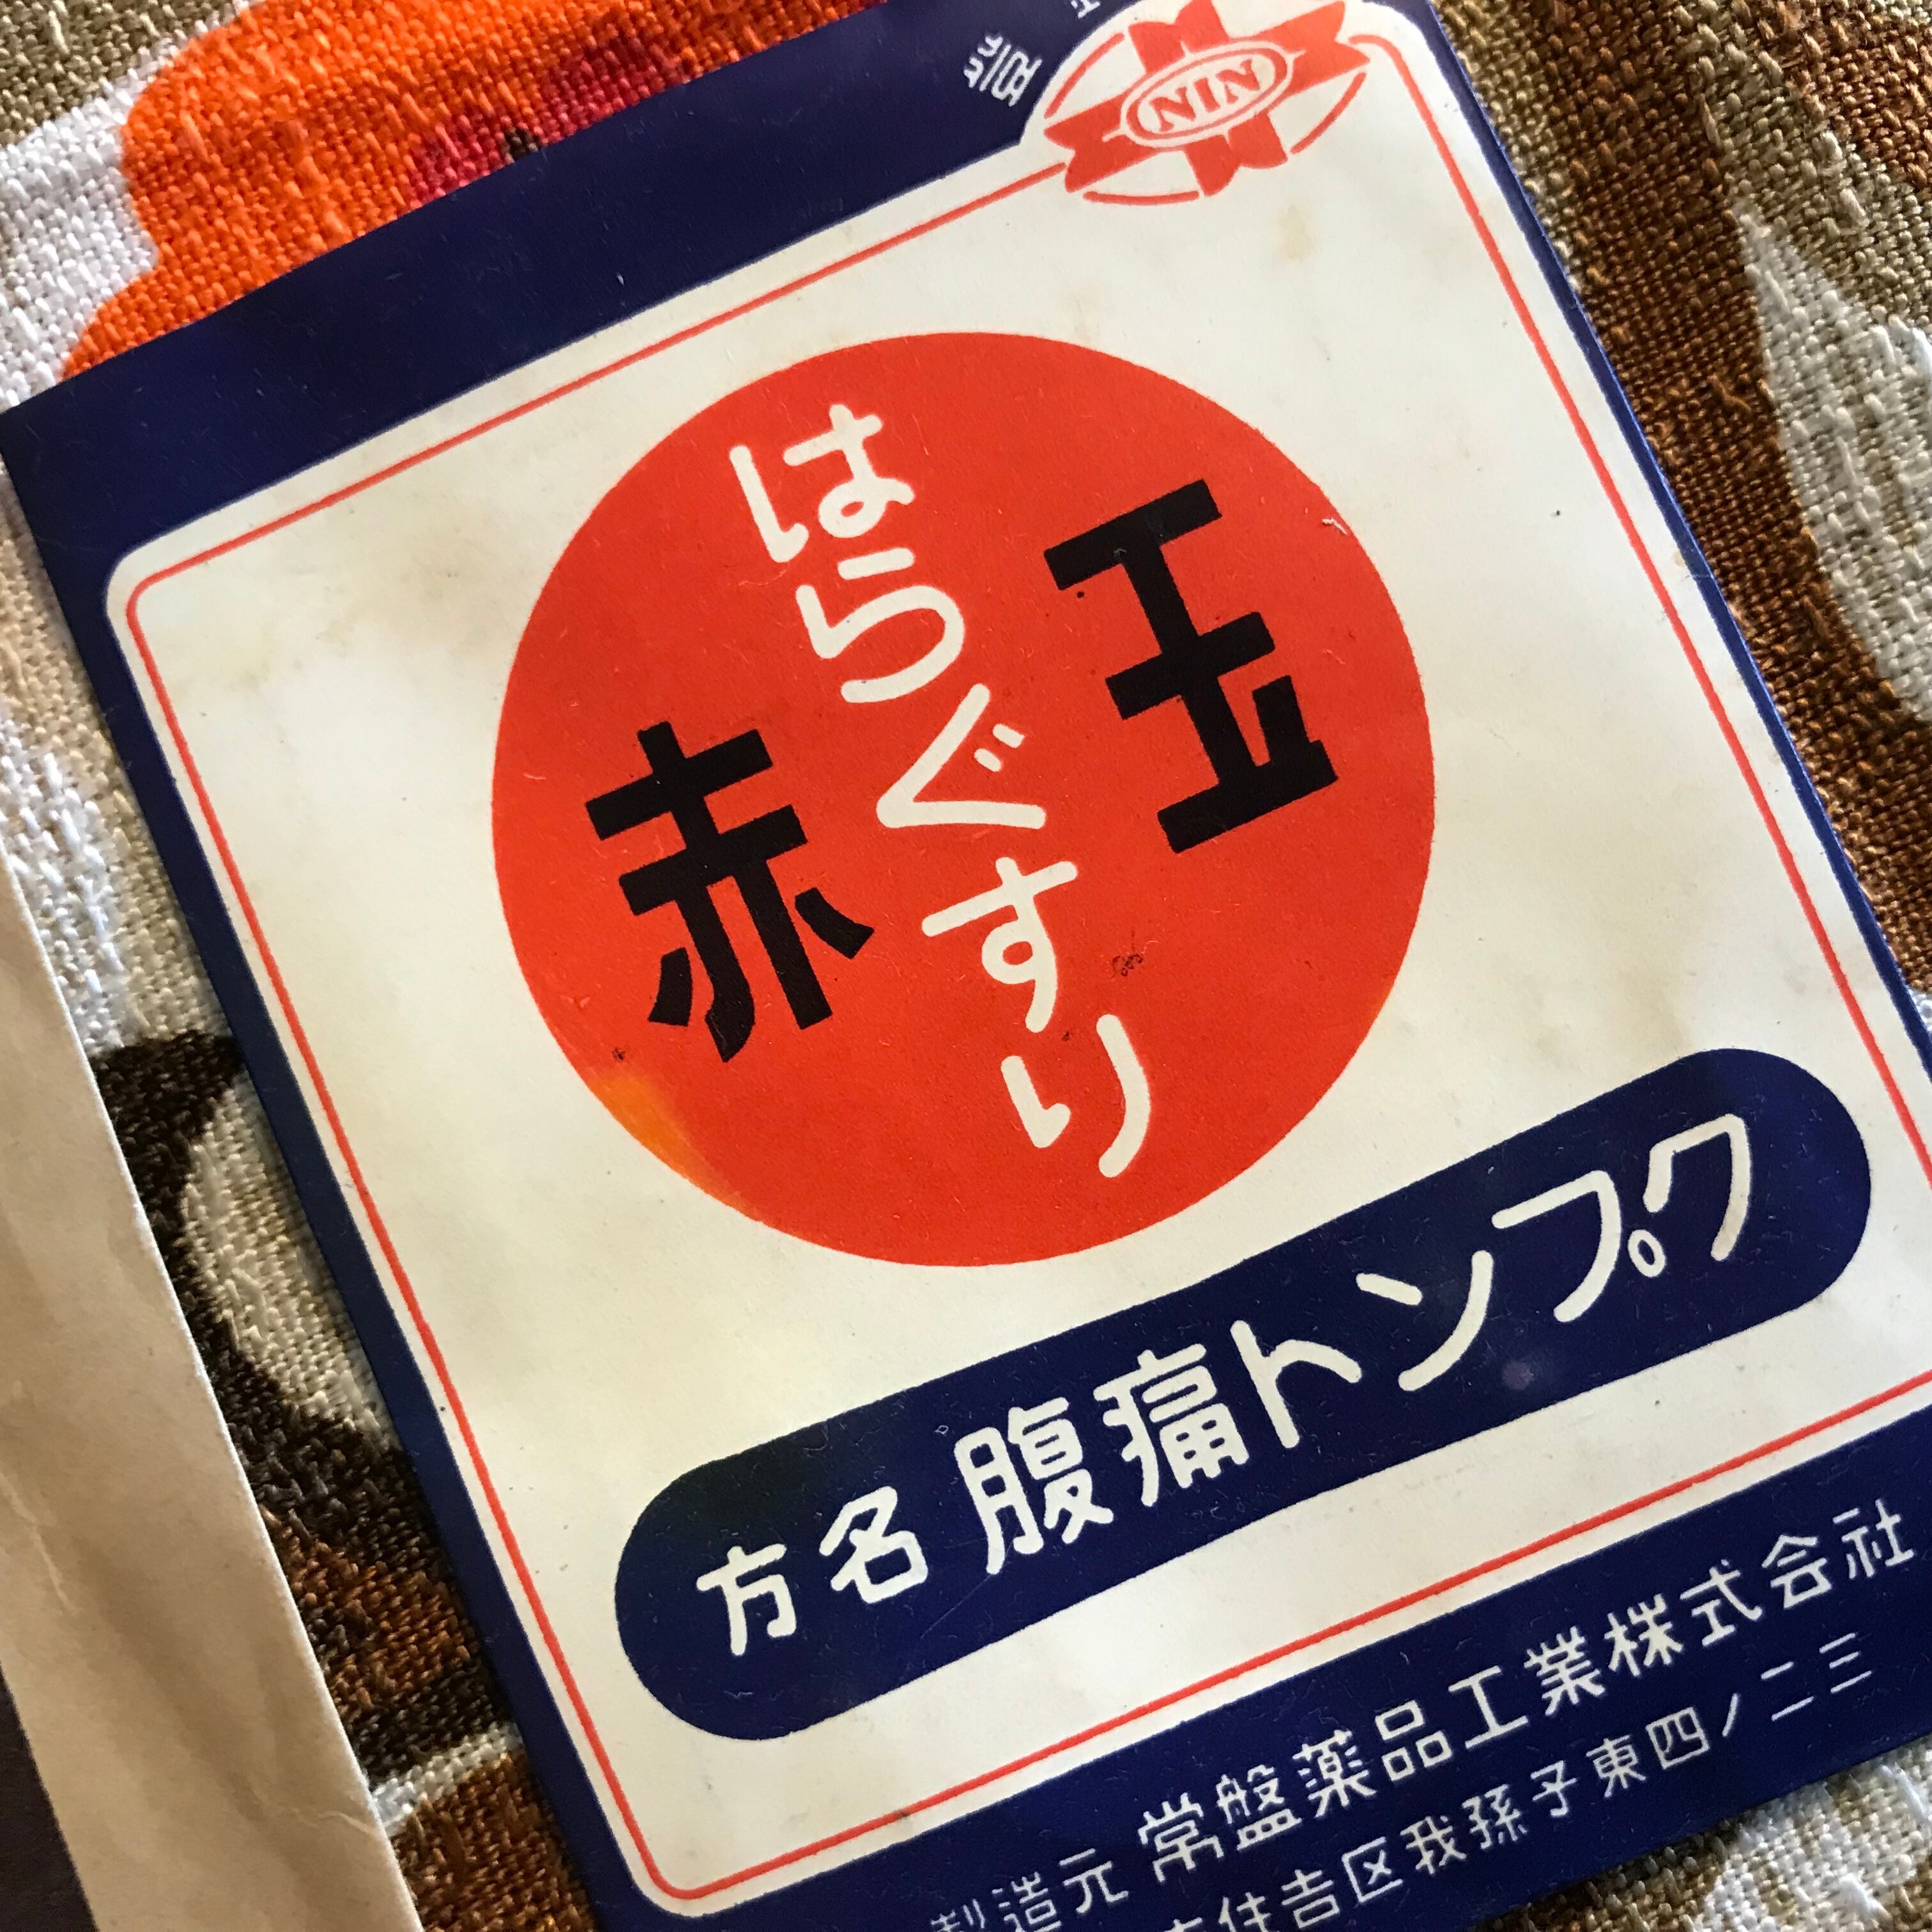 NIN
赤玉
はらぐすり
方名 腹痛トンプク
製造元 常盤薬品工業株式会社
住吉区我孫子東四ノ二三